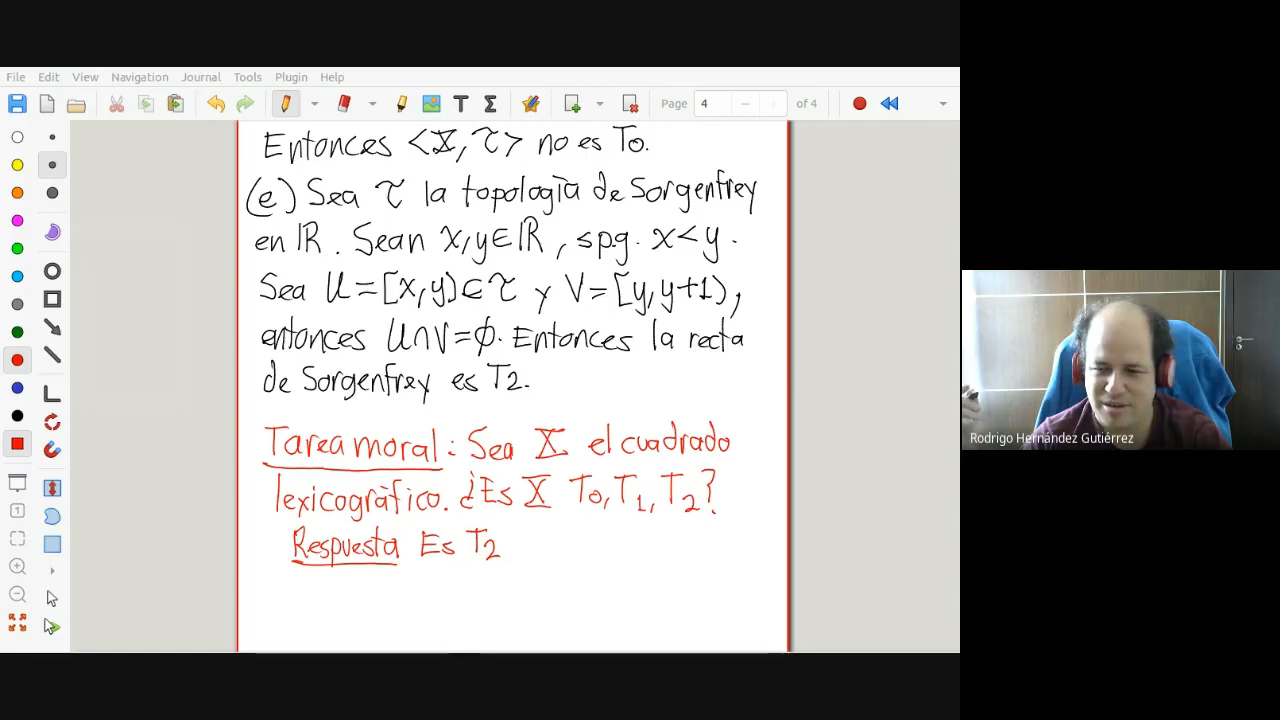 File Edit View Navigation Journal Tools Plugin Help
Page 4 of 4
Entonces <X, τ> no es T0.
(e) Sea τ la topología de Sorgenfrey
en ℝ. Sean x, y ∈ ℝ, spg. x < y.
Sea U = [x, y) ∈ τ y V = [y, y+1),
entonces U ∩ V = ∅. Entonces la recta
de Sorgenfrey es T2.
Tarea moral: Sea X el cuadrado
lexicográfico. ¿Es X T0, T1, T2?
Respuesta Es T2
Rodrigo Hernández Gutiérrez